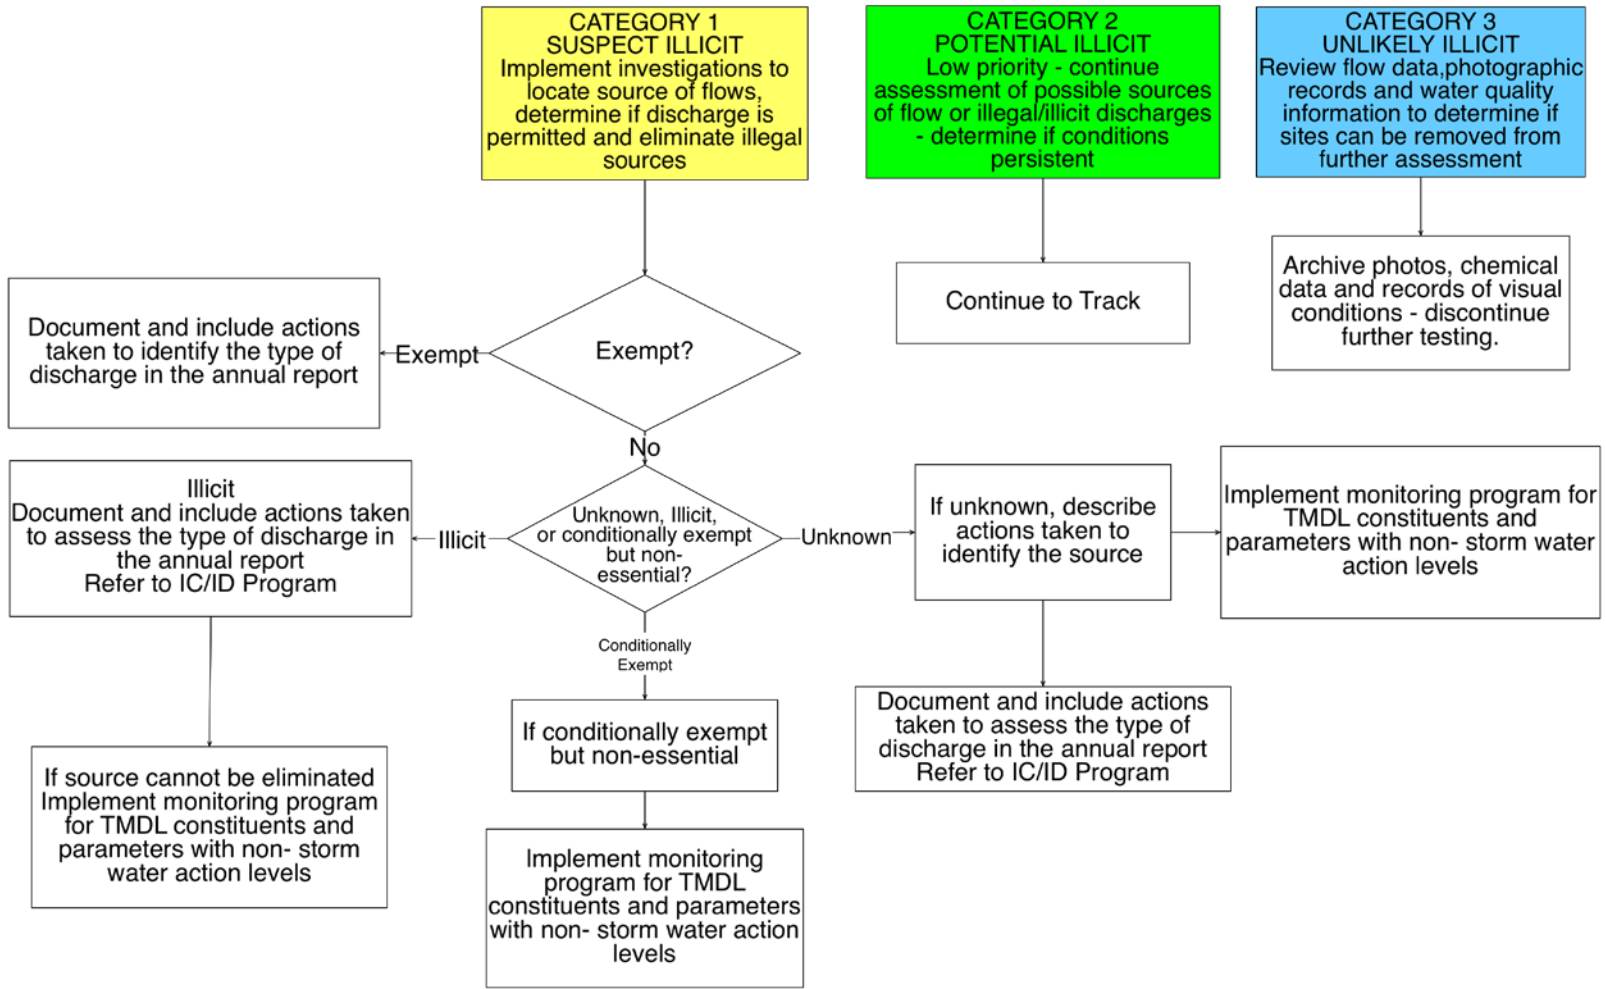 CATEGORY 1
SUSPECT ILLICIT
Implement investigations to
locate source of flows,
determine if discharge is
permitted and eliminate illegal
sources
CATEGORY 2
POTENTIAL ILLICIT
Low priority - continue
assessment of possible sources
of flow or illegal/illicit discharges
- determine if conditions
persistent
CATEGORY 3
UNLIKELY ILLICIT
Review flow data,photographic
records and water quality
information to determine if
sites can be removed from
further assessment
Document and include actions
taken to identify the type of
discharge in the annual report
Exempt
Exempt?
Continue to Track
Archive photos, chemical
data and records of visual
conditions - discontinue
further testing.
No
Illicit
Document and include actions taken
to assess the type of discharge in
the annual report
Refer to IC/ID Program
Illicit
Unknown, Illicit,
or conditionally exempt
but non-
essential?
Unknown
If unknown, describe
actions taken to
identify the source
Implement monitoring program for
TMDL constituents and
parameters with non- storm water
action levels
Conditionally
Exempt
If conditionally exempt
but non-essential
Document and include actions
taken to assess the type of
discharge in the annual report
Refer to IC/ID Program
If source cannot be eliminated
Implement monitoring program
for TMDL constituents and
parameters with non- storm
water action levels
Implement monitoring
program for TMDL
constituents and parameters
with non- storm water action
levels